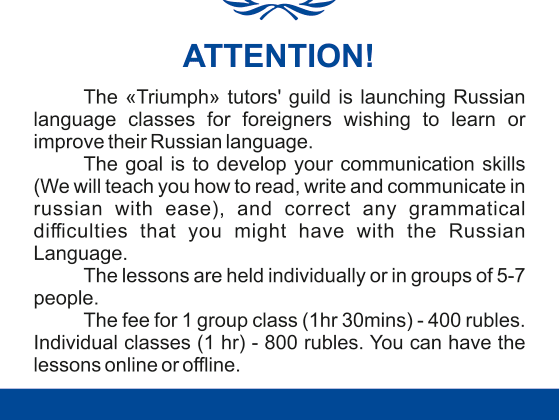 ATTENTION!
The «Triumph» tutors' guild is launching Russian
language classes for foreigners wishing to learn or
improve their Russian language.
The goal is to develop your communication skills
(We will teach you how to read, write and communicate in
russian with ease), and correct any grammatical
difficulties that you might have with the Russian
Language.
The lessons are held individually or in groups of 5-7
people.
The fee for 1 group class (1hr 30mins) - 400 rubles.
Individual classes (1 hr) - 800 rubles. You can have the
lessons online or offline.